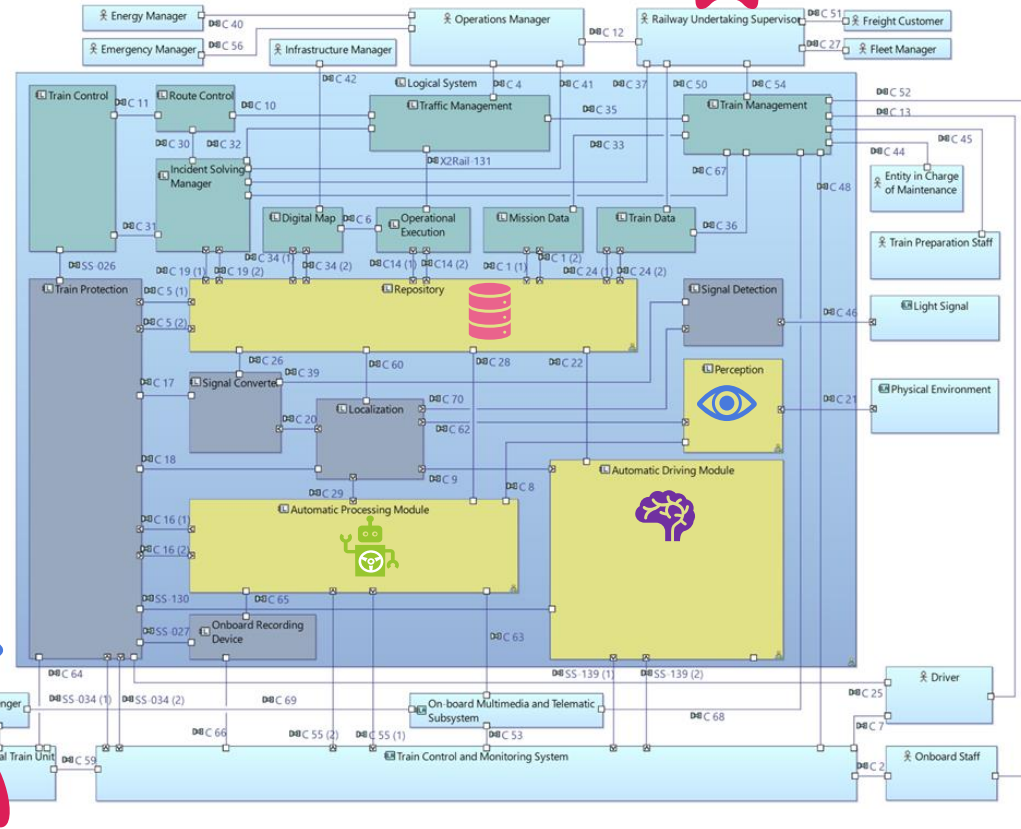 Energy Manager
C 40
Operations Manager
Railway Undertaking Supervisor
C 51
Freight Customer
Emergency Manager
C 56
Infrastructure Manager
C 12
C 27
Fleet Manager
C 42
Logical System
C 4
C 41
C 37
C 50
C 54
Train Control
C 11
Route Control
C 10
Traffic Management
C 35
Train Management
C 52
C 13
C 30
C 32
X2Rail-131
C 33
C 45
C 44
Incident Solving
Manager
C 67
C 48
Entity in Charge
of Maintenance
C 31
Digital Map
C 6
Operational
Execution
Mission Data
Train Data
C 36
Train Preparation Staff
SS-026
C 19 (1)
C 19 (2)
C 34 (1)
C 34 (2)
C14 (1)
C14 (2)
C 1 (1)
C 1 (2)
C 24 (1)
C 24 (2)
Train Protection
C 5 (1)
Repository
Signal Detection
C 5 (2)
C 46
Light Signal
C 26
C 39
C 60
C 28
C 22
C 17
Signal Converter
Perception
Localization
C 70
C 20
C 62
C 21
Physical Environment
C 18
C 29
C 9
C 8
Automatic Driving Module
Automatic Processing Module
C 16 (1)
C 16 (2)
SS-130
C 65
SS-027
Onboard Recording
Device
C 63
C 64
SS-139 (1)
SS-139 (2)
Driver
C 25
nger
SS-034 (1)
SS-034 (2)
C 69
On-board Multimedia and Telematic
Subsystem
C 68
C 7
C 66
C 55 (2)
C 55 (1)
C 53
al Train Unit
C 59
Train Control and Monitoring System
C 2
Onboard Staff